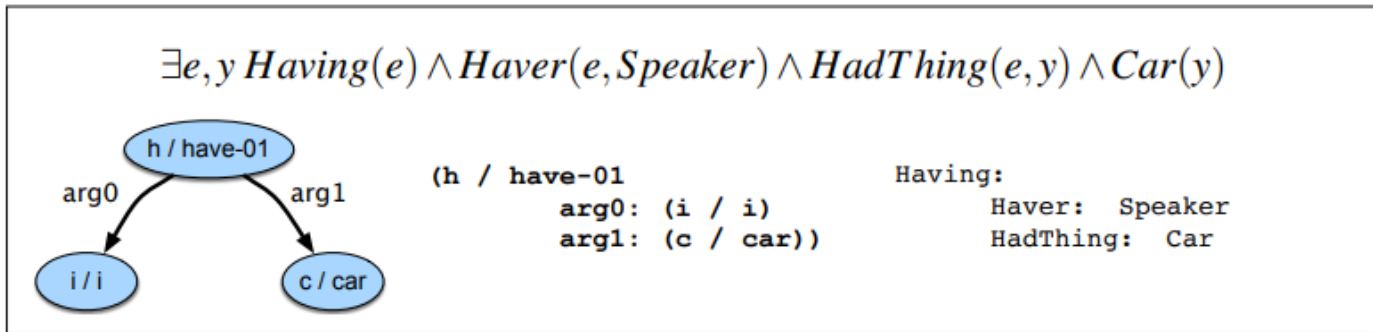 ∃e,y Having(e) ∧ Haver(e,Speaker) ∧ HadThing(e,y) ∧ Car(y)
h / have-01
arg0 arg1
i / i c / car
(h / have-01
arg0: (i / i)
arg1: (c / car))
Having:
Haver: Speaker
HadThing: Car